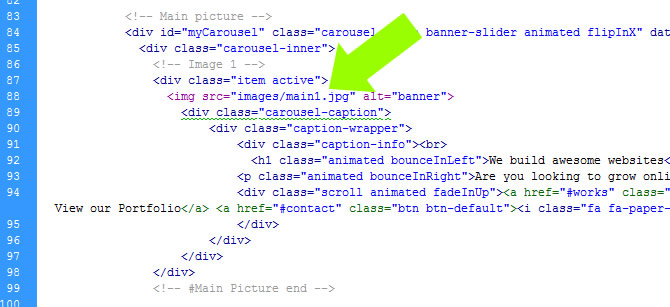 82
83 <!-- Main picture -->
84 <div id="myCarousel" class="carousel banner-slider animated flipInX" dat
85 <div class="carousel-inner">
86 <!-- Image 1 -->
87 <div class="item active">
88 <img src="images/main1.jpg" alt="banner">
89 <div class="carousel-caption">
90 <div class="caption-wrapper">
91 <div class="caption-info"><br>
92 <h1 class="animated bounceInLeft">We build awesome websites<
93 <p class="animated bounceInRight">Are you looking to grow onli
94 <div class="scroll animated fadeInUp"><a href="#works" class="
View our Portfolio</a> <a href="#contact" class="btn btn-default"><i class="fa fa-paper-
95 </div>
96 </div>
97 </div>
98 </div>
99 <!-- #Main Picture end -->
100